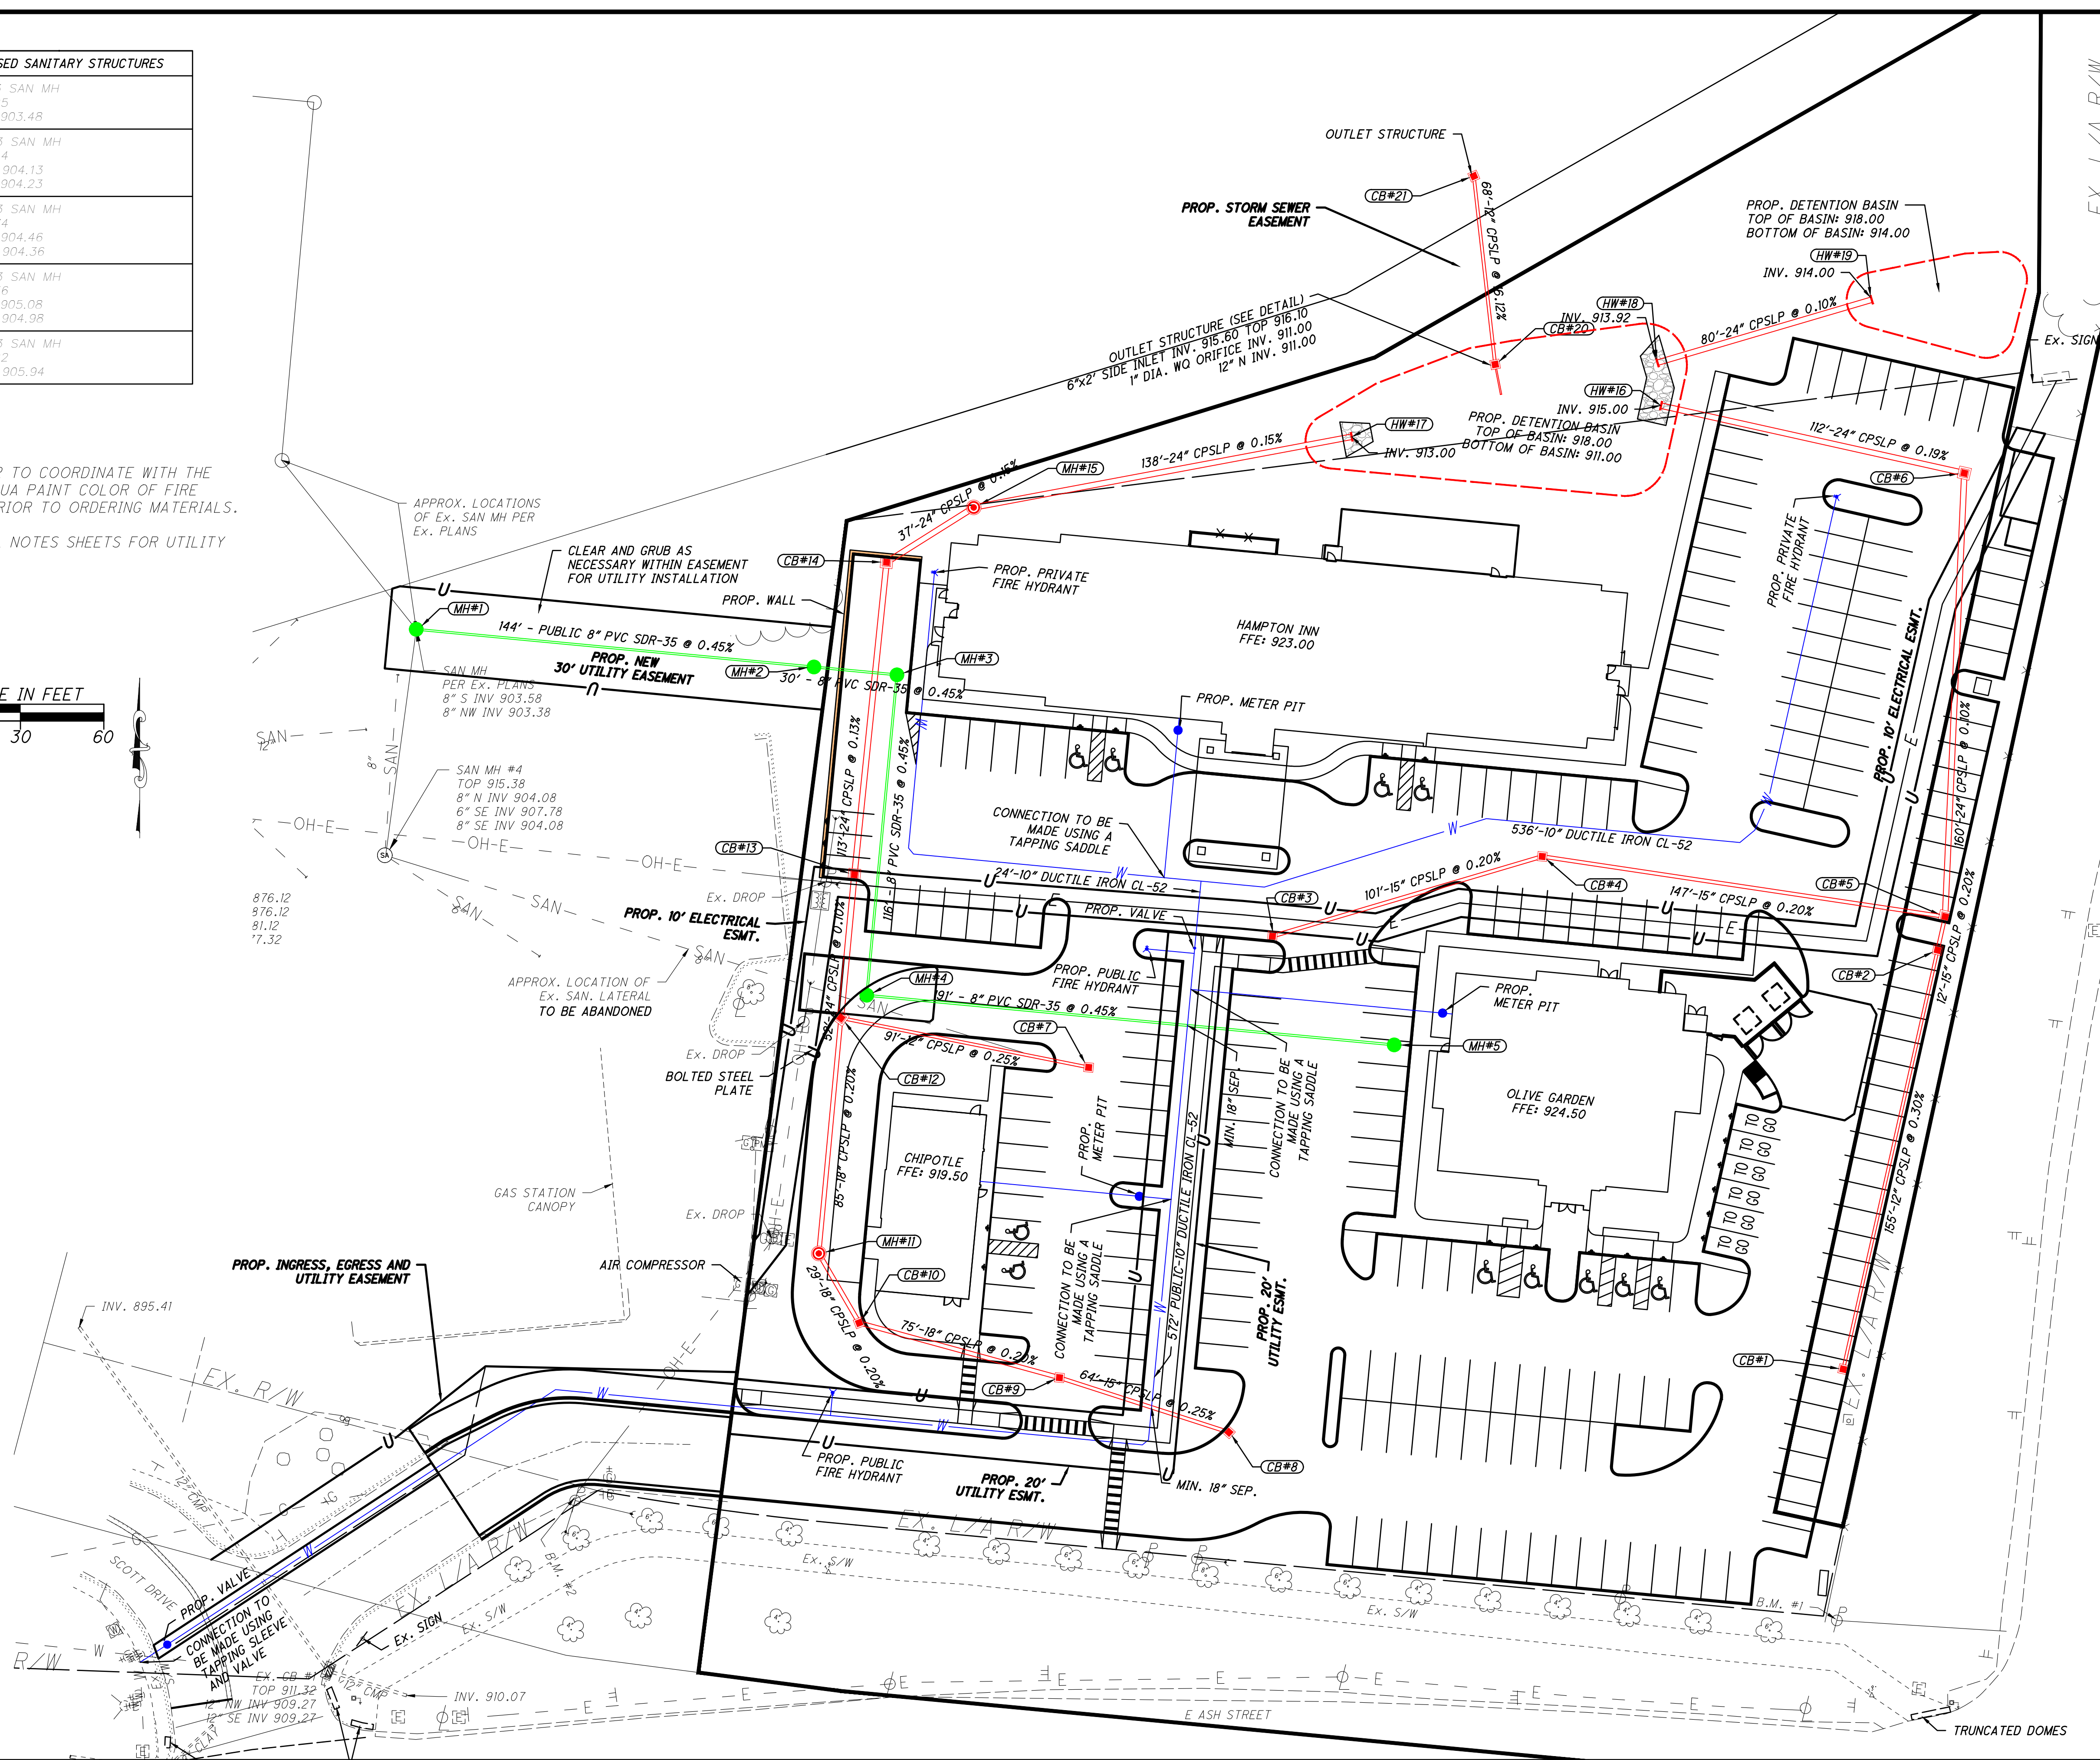 SED SANITARY STRUCTURES
SAN MH
903.48
SAN MH
904.13
904.23
SAN MH
904.46
904.36
SAN MH
905.08
904.98
SAN MH
905.94
TO COORDINATE WITH THE
UA PAINT COLOR OF FIRE
RIOR TO ORDERING MATERIALS.
NOTES SHEETS FOR UTILITY
E IN FEET
30 60
APPROX. LOCATIONS
OF Ex. SAN MH PER
Ex. PLANS
CLEAR AND GRUB AS
NECESSARY WITHIN EASEMENT
FOR UTILITY INSTALLATION
PROP. WALL
MH#1
144' - PUBLIC 8" PVC SDR-35 @ 0.45%
PROP. NEW
30' UTILITY EASEMENT
MH#2
30' - 8" PVC SDR-35 @ 0.45%
MH#3
SAN MH
PER Ex. PLANS
8" S INV 903.58
8" NW INV 903.38
SAN MH #4
TOP 915.38
8" N INV 904.08
6" SE INV 907.78
8" SE INV 904.08
876.12
876.12
81.12
7.32
OUTLET STRUCTURE
CB#21
68'-12" CPSLP @ 16.12%
PROP. STORM SEWER
EASEMENT
OUTLET STRUCTURE (SEE DETAIL)
6"x2' SIDE INLET INV. 915.60 TOP 916.10
1" DIA. WQ ORIFICE INV. 911.00
12" N INV. 911.00
CB#20
PROP. DETENTION BASIN
TOP OF BASIN: 918.00
BOTTOM OF BASIN: 914.00
HW#19
INV. 914.00
HW#18
INV. 913.92
80'-24" CPSLP @ 0.10%
HW#16
INV. 915.00
PROP. DETENTION BASIN
TOP OF BASIN: 918.00
BOTTOM OF BASIN: 911.00
HW#17
INV. 913.00
112'-24" CPSLP @ 0.19%
CB#6
EX. L/A R/W
Ex. SIGN
138'-24" CPSLP @ 0.15%
MH#15
37'-24" CPSLP @ 0.15%
CB#14
PROP. PRIVATE
FIRE HYDRANT
HAMPTON INN
FFE: 923.00
PROP. PRIVATE
FIRE HYDRANT
PROP. 10' ELECTRICAL ESMT.
PROP. METER PIT
113'-24" CPSLP @ 0.13%
116' - 8" PVC SDR-35 @ 0.45%
CONNECTION TO BE
MADE USING A
TAPPING SADDLE
536'-10" DUCTILE IRON CL-52
160'-24" CPSLP @ 0.10%
CB#13
Ex. DROP
PROP. 10' ELECTRICAL
ESMT.
24'-10" DUCTILE IRON CL-52
CB#3
101'-15" CPSLP @ 0.20%
CB#4
147'-15" CPSLP @ 0.20%
CB#5
PROP. VALVE
12'-15" CPSLP @ 0.20%
CB#2
52'-24" CPSLP @ 0.10%
PROP. PUBLIC
FIRE HYDRANT
APPROX. LOCATION OF
Ex. SAN. LATERAL
TO BE ABANDONED
MH#4
191' - 8" PVC SDR-35 @ 0.45%
PROP.
METER PIT
CB#7
91'-12" CPSLP @ 0.25%
MH#5
Ex. DROP
BOLTED STEEL
PLATE
CB#12
85'-18" CPSLP @ 0.20%
CHIPOTLE
FFE: 919.50
PROP.
METER PIT
MIN. 18" SEP.
CONNECTION TO BE
MADE USING A
TAPPING SADDLE
OLIVE GARDEN
FFE: 924.50
TO TO TO TO TO TO TO
GO GO GO GO GO GO GO
155'-12" CPSLP @ 0.30%
GAS STATION
CANOPY
Ex. DROP
AIR COMPRESSOR
MH#11
CB#10
29'-18" CPSLP @ 0.20%
75'-18" CPSLP @ 0.20%
CONNECTION TO BE
MADE USING A
TAPPING SADDLE
572' PUBLIC-10" DUCTILE IRON CL-52
PROP. 20'
UTILITY ESMT.
CB#1
EX. L/A R/W
CB#9
64'-15" CPSLP @ 0.25%
CB#8
PROP. INGRESS, EGRESS AND
UTILITY EASEMENT
INV. 895.41
EX. R/W
12" CMP
PROP. PUBLIC
FIRE HYDRANT
PROP. 20'
UTILITY ESMT.
MIN. 18" SEP.
EX. L/A R/W
EX. L/A R/W
B.M. #2
Ex. S/W
Ex. S/W
Ex. S/W
B.M. #1
SCOTT DRIVE
PROP. VALVE
CONNECTION TO
BE MADE USING
TAPPING SLEEVE
AND VALVE
Ex. SIGN
R/W
EX. CB #1
TOP 911.32
12" NW INV 909.27
12" SE INV 909.27
12" CMP
INV. 910.07
E ASH STREET
TRUNCATED DOMES